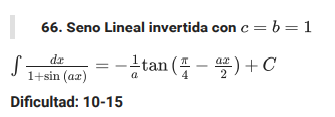 66. Seno Lineal invertida con c = b = 1
∫ dx/(1+sin (ax)) = −(1/a) tan (π/4 − ax/2) + C
Dificultad: 10-15